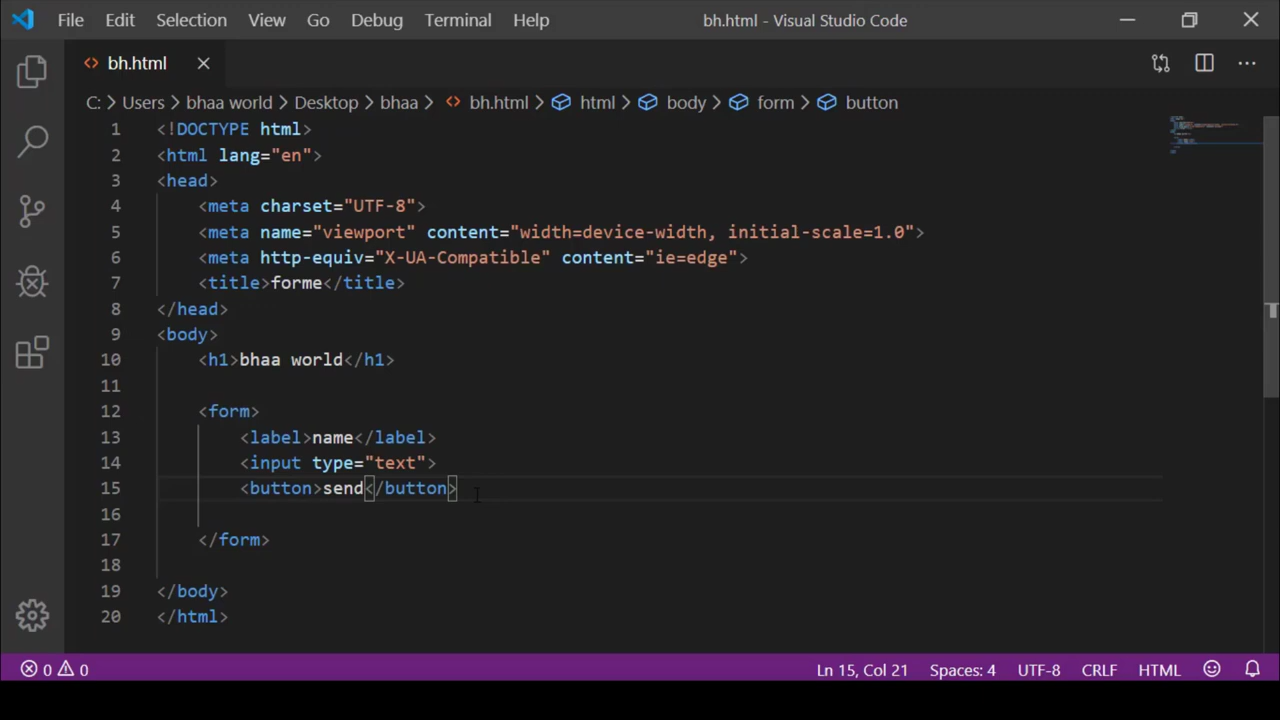 File Edit Selection View Go Debug Terminal Help bh.html - Visual Studio Code
bh.html
C: Users bhaa world Desktop bhaa bh.html html body form button
1 <!DOCTYPE html>
2 <html lang="en">
3 <head>
4 <meta charset="UTF-8">
5 <meta name="viewport" content="width=device-width, initial-scale=1.0">
6 <meta http-equiv="X-UA-Compatible" content="ie=edge">
7 <title>forme</title>
8 </head>
9 <body>
10 <h1>bhaa world</h1>
11
12 <form>
13 <label>name</label>
14 <input type="text">
15 <button>send</button>
16
17 </form>
18
19 </body>
20 </html>
0 0 Ln 15, Col 21 Spaces: 4 UTF-8 CRLF HTML